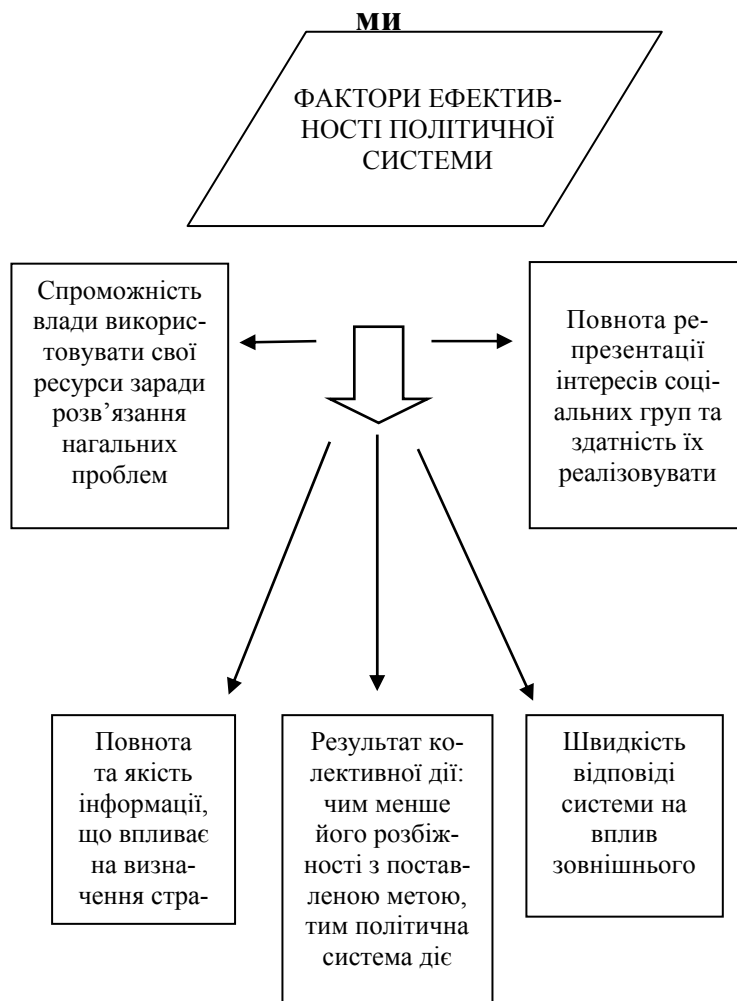 ми
ФАКТОРИ ЕФЕКТИВ-
НОСТІ ПОЛІТИЧНОЇ
СИСТЕМИ
Спроможність
влади використ-
овувати свої
ресурси заради
розв’язання
нагальних
проблем
Повнота ре-
презентації
інтересів соці-
альних груп та
здатність їх
реалізовувати
Повнота
та якість
інформації,
що впливає
на визна-
чення стра-
Результат ко-
лективної дії:
чим менше
його розбіж-
ності з постав-
леною метою,
тим політична
система діє
Швидкість
відповіді
системи на
вплив
зовнішнього